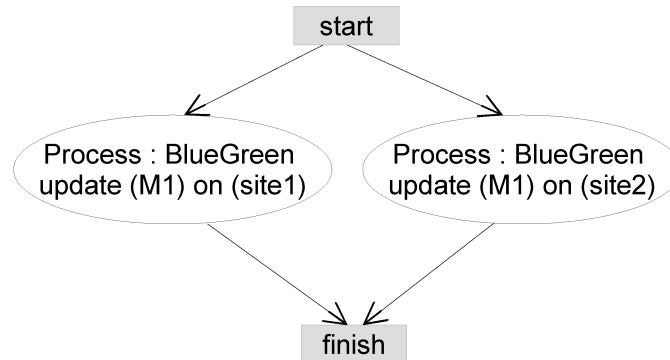 start
Process : BlueGreen
update (M1) on (site1)
Process : BlueGreen
update (M1) on (site2)
finish